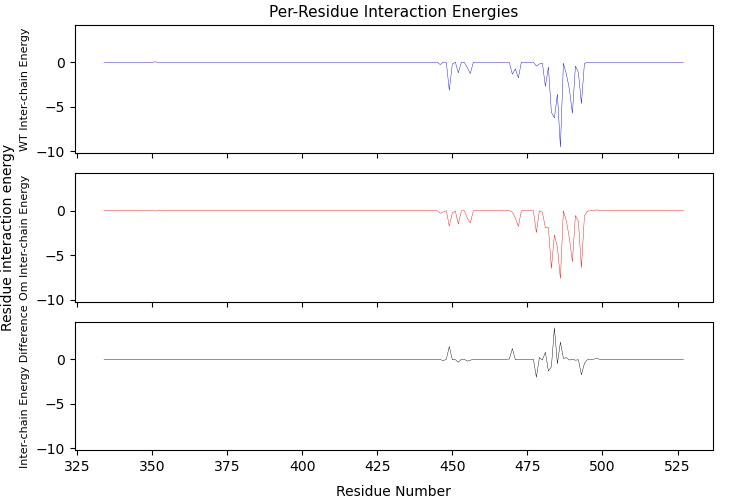 Per-Residue Interaction Energies
Residue interaction energy
WT Inter-chain Energy
0
−5
−10
Om Inter-chain Energy
0
−5
−10
Inter-chain Energy Difference
0
−5
−10
325 350 375 400 425 450 475 500 525
Residue Number